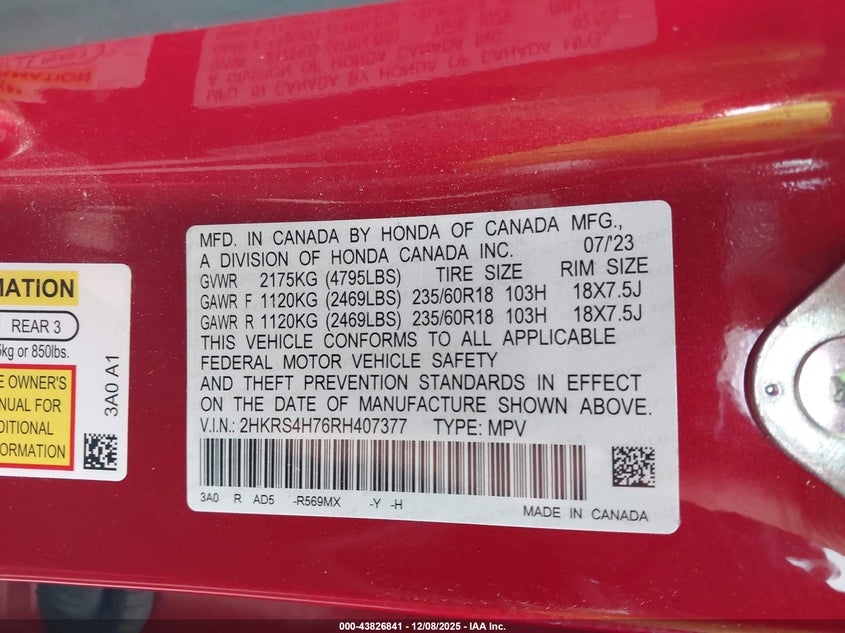 MFD. IN CANADA BY HONDA OF CANADA MFG.,
A DIVISION OF HONDA CANADA INC. 07/'23
GVWR 2175KG (4795LBS) TIRE SIZE RIM SIZE
GAWR F 1120KG (2469LBS) 235/60R18 103H 18X7.5J
GAWR R 1120KG (2469LBS) 235/60R18 103H 18X7.5J
THIS VEHICLE CONFORMS TO ALL APPLICABLE
FEDERAL MOTOR VEHICLE SAFETY
AND THEFT PREVENTION STANDARDS IN EFFECT
ON THE DATE OF MANUFACTURE SHOWN ABOVE.
V.I.N.: 2HKRS4H76RH407377 TYPE: MPV
3A0 R AD5 -R569MX -Y -H
MADE IN CANADA
MATION
REAR 3
5kg or 850lbs.
E OWNER'S
NUAL FOR
DITIONAL
FORMATION
3A0 A1
000-43826841 - 12/08/2025 - IAA Inc.